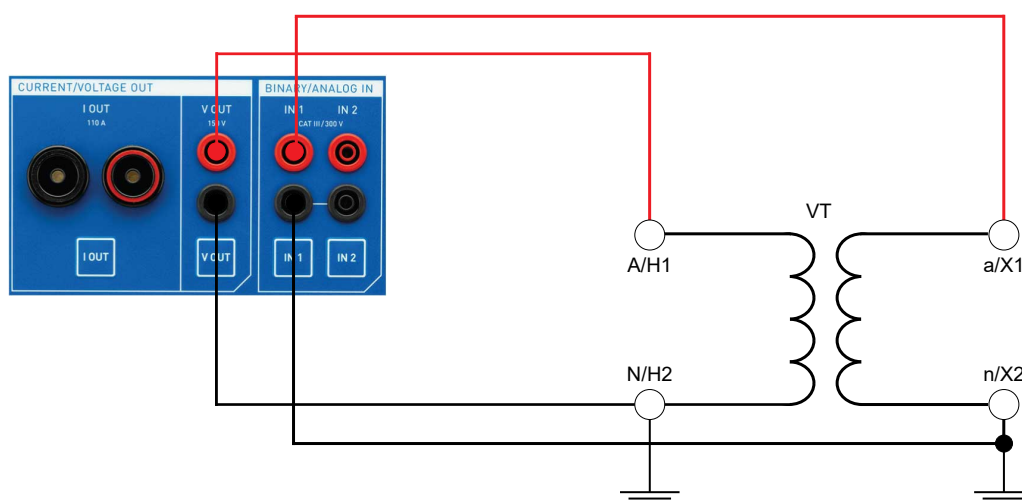 CURRENT/VOLTAGE OUT
BINARY/ANALOG IN
I OUT
V OUT
IN 1
IN 2
110 A
150 V
CAT III/300 V
I OUT
V OUT
IN 1
IN 2
VT
A/H1
a/X1
N/H2
n/X2